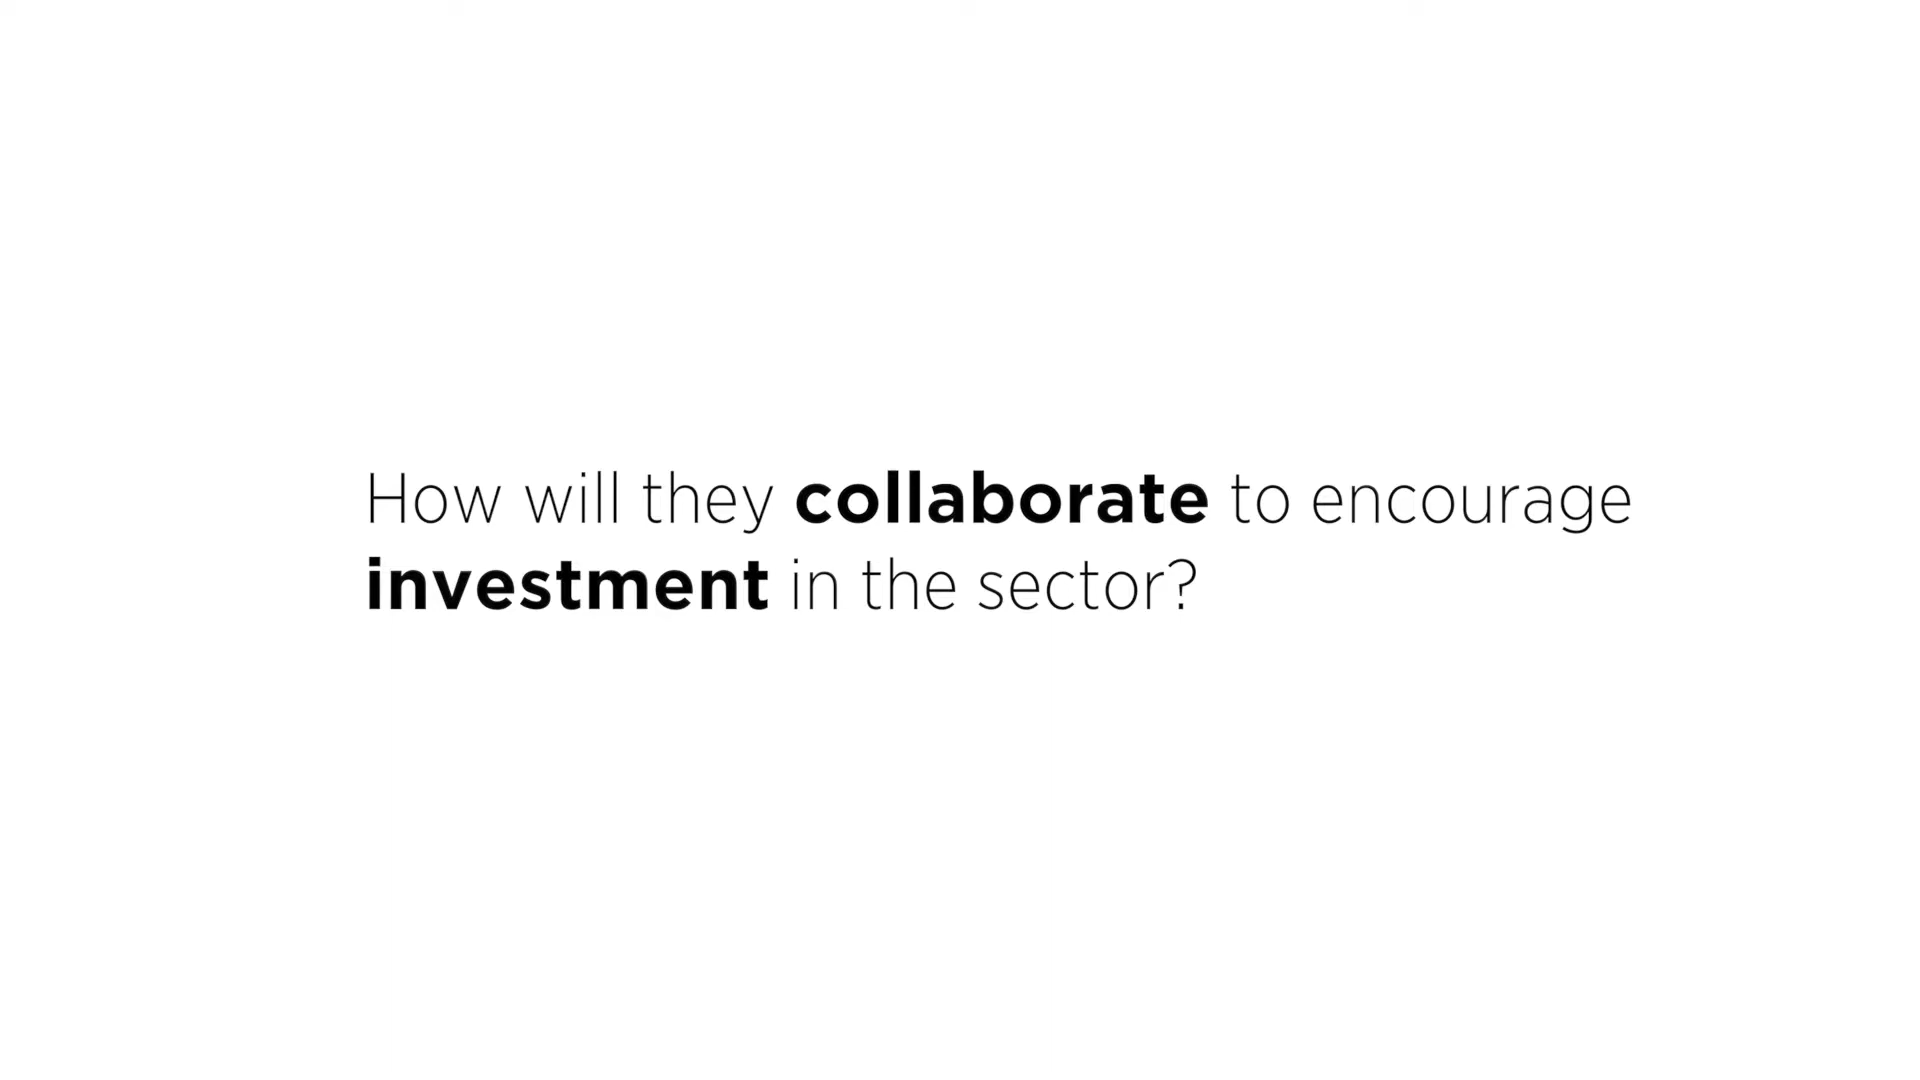 How will they collaborate to encourage
investment in the sector?